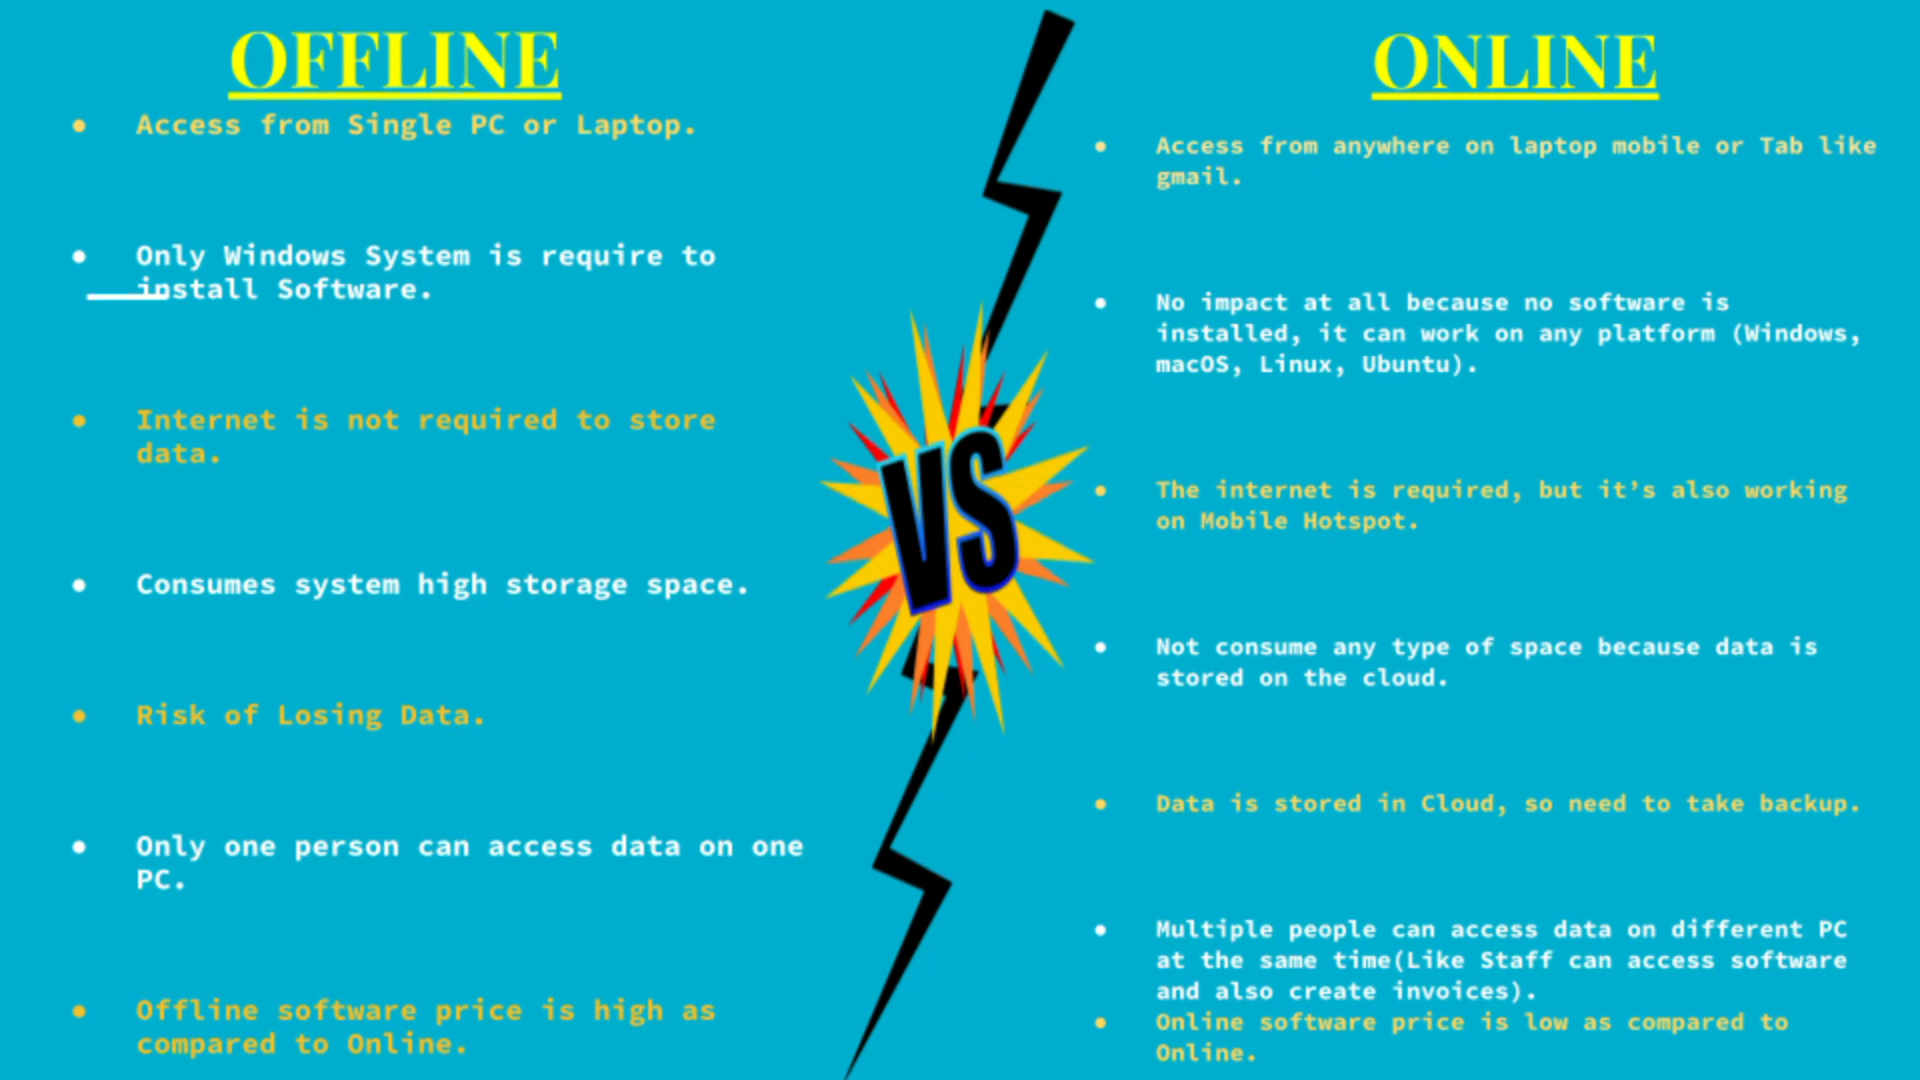 OFFLINE
• Access from Single PC or Laptop.
• Only Windows System is require to
install Software.
• Internet is not required to store
data.
• Consumes system high storage space.
• Risk of Losing Data.
• Only one person can access data on one
PC.
• Offline software price is high as
compared to Online.
VS
ONLINE
• Access from anywhere on laptop mobile or Tab like
gmail.
• No impact at all because no software is
installed, it can work on any platform (Windows,
macOS, Linux, Ubuntu).
• The internet is required, but it’s also working
on Mobile Hotspot.
• Not consume any type of space because data is
stored on the cloud.
• Data is stored in Cloud, so need to take backup.
• Multiple people can access data on different PC
at the same time(Like Staff can access software
and also create invoices).
• Online software price is low as compared to
Online.